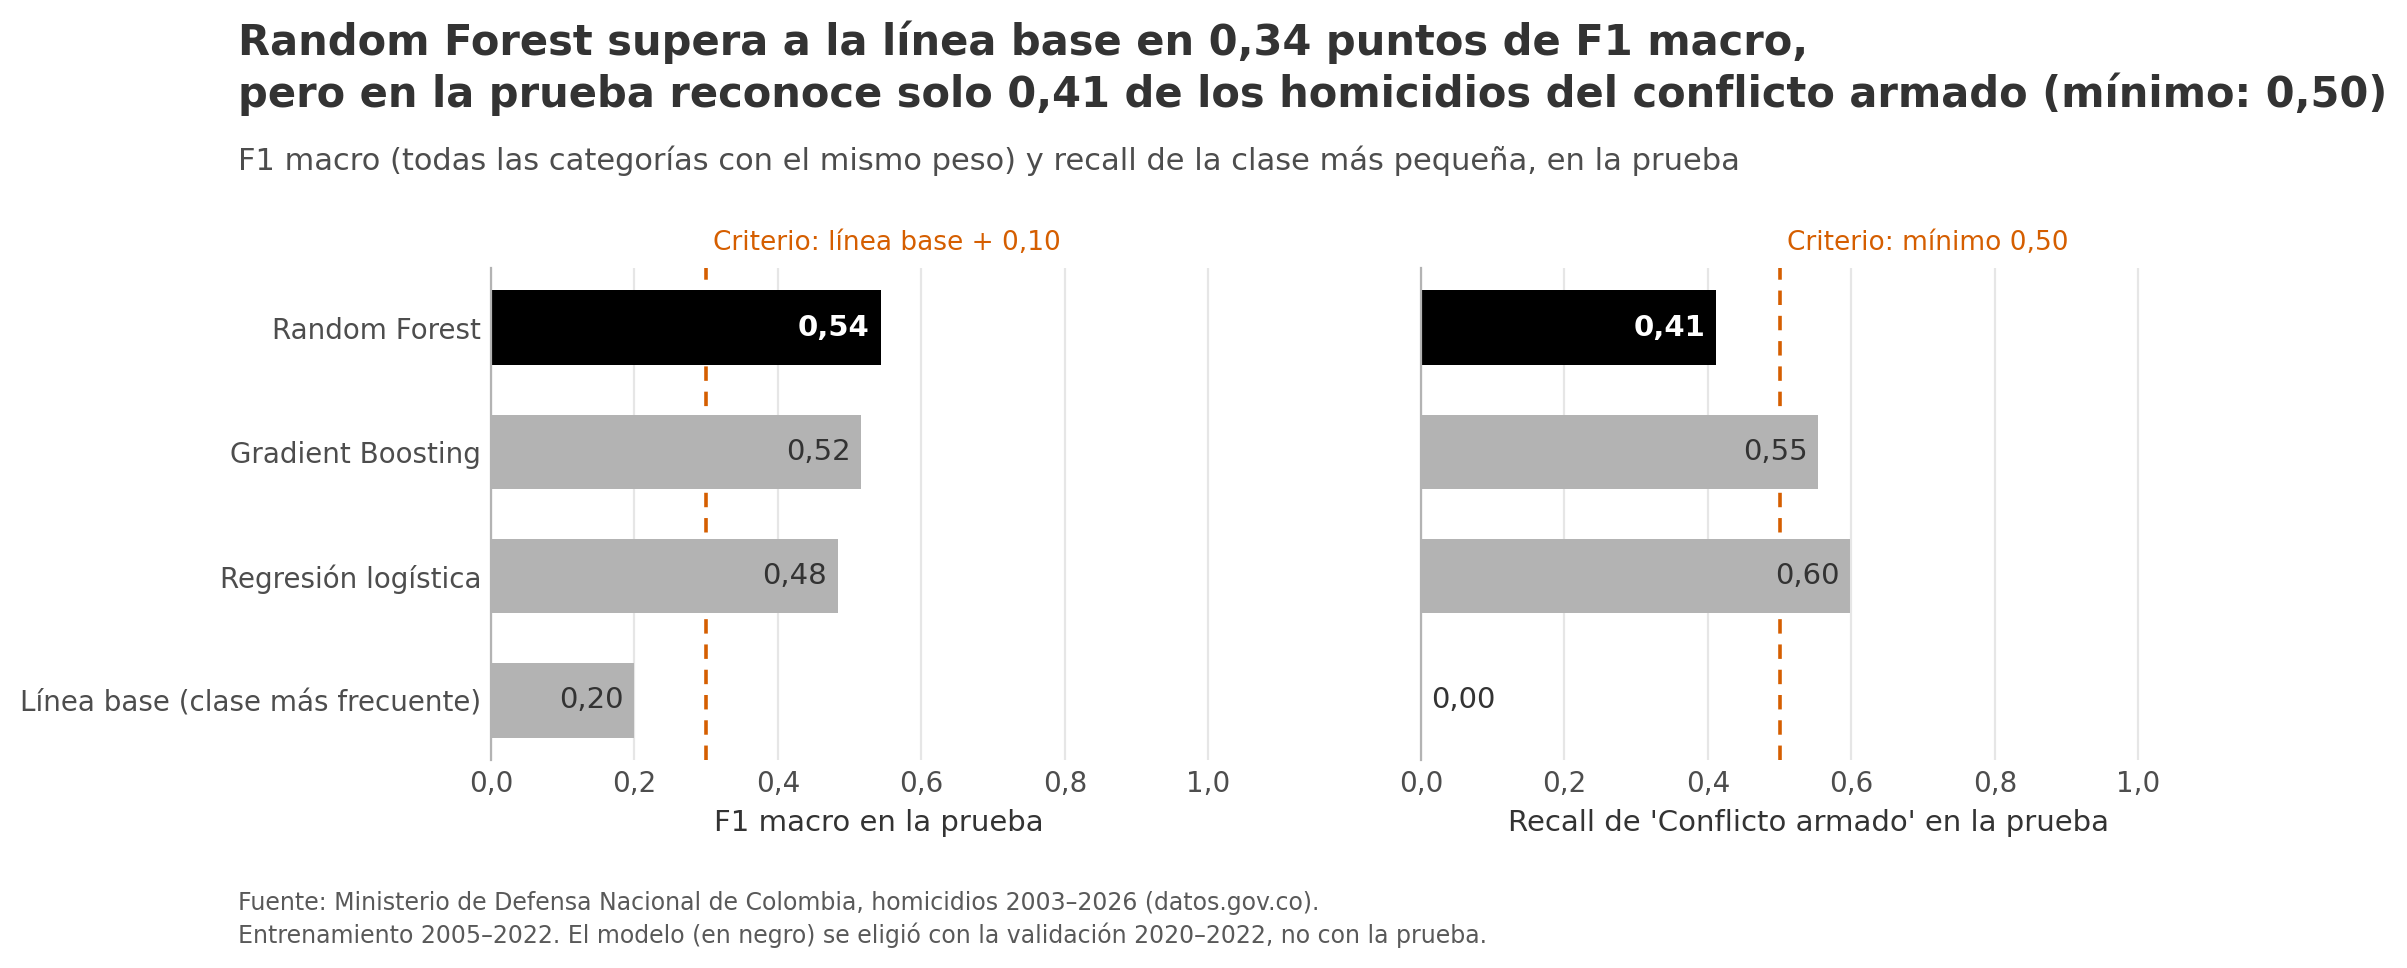 Random Forest supera a la línea base en 0,34 puntos de F1 macro,
pero en la prueba reconoce solo 0,41 de los homicidios del conflicto armado (mínimo: 0,50)
F1 macro (todas las categorías con el mismo peso) y recall de la clase más pequeña, en la prueba
Criterio: línea base + 0,10
Random Forest
0,54
Gradient Boosting
0,52
Regresión logística
0,48
Línea base (clase más frecuente)
0,20
0,0 0,2 0,4 0,6 0,8 1,0
F1 macro en la prueba
Criterio: mínimo 0,50
0,41
0,55
0,60
0,00
0,0 0,2 0,4 0,6 0,8 1,0
Recall de 'Conflicto armado' en la prueba
Fuente: Ministerio de Defensa Nacional de Colombia, homicidios 2003–2026 (datos.gov.co).
Entrenamiento 2005–2022. El modelo (en negro) se eligió con la validación 2020–2022, no con la prueba.